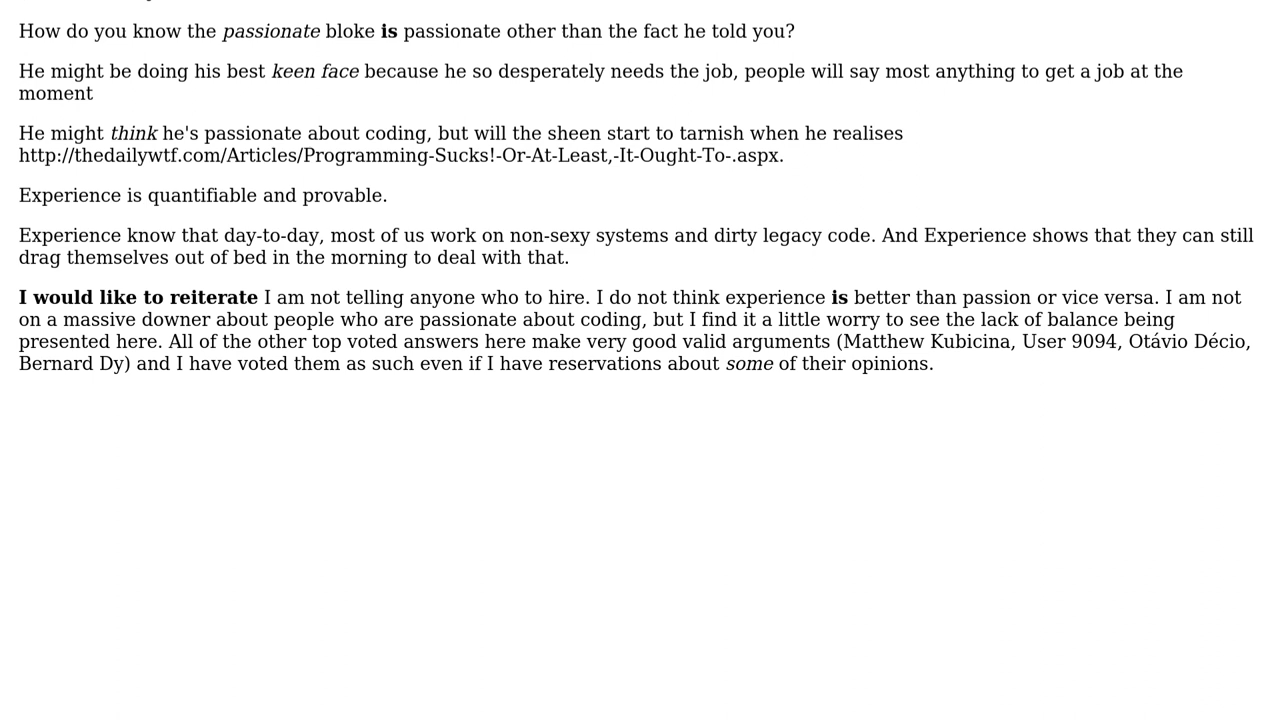 How do you know the passionate bloke is passionate other than the fact he told you?
He might be doing his best keen face because he so desperately needs the job, people will say most anything to get a job at the
moment
He might think he's passionate about coding, but will the sheen start to tarnish when he realises
http://thedailywtf.com/Articles/Programming-Sucks!-Or-At-Least,-It-Ought-To-.aspx.
Experience is quantifiable and provable.
Experience know that day-to-day, most of us work on non-sexy systems and dirty legacy code. And Experience shows that they can still
drag themselves out of bed in the morning to deal with that.
I would like to reiterate I am not telling anyone who to hire. I do not think experience is better than passion or vice versa. I am not
on a massive downer about people who are passionate about coding, but I find it a little worry to see the lack of balance being
presented here. All of the other top voted answers here make very good valid arguments (Matthew Kubicina, User 9094, Otávio Décio,
Bernard Dy) and I have voted them as such even if I have reservations about some of their opinions.